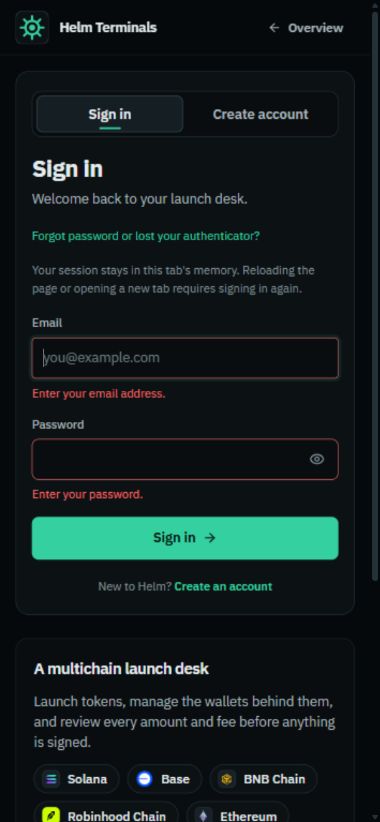 Helm Terminals
← Overview
Sign in
Create account
Sign in
Welcome back to your launch desk.
Forgot password or lost your authenticator?
Your session stays in this tab's memory. Reloading the
page or opening a new tab requires signing in again.
Email
you@example.com
Enter your email address.
Password
Enter your password.
Sign in →
New to Helm? Create an account
A multichain launch desk
Launch tokens, manage the wallets behind them,
and review every amount and fee before anything
is signed.
Solana
Base
BNB Chain
Robinhood Chain
Ethereum